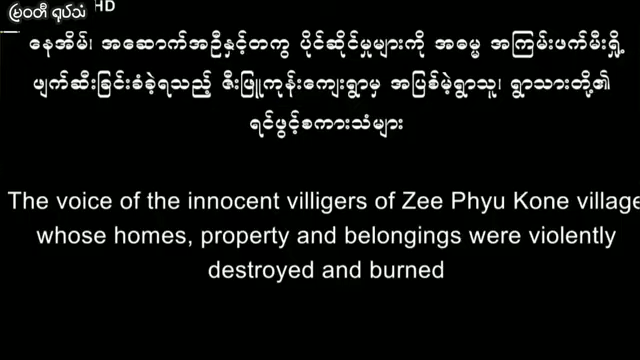 မြဝတီ ရုပ်သံ HD
နေအိမ်၊ အဆောက်အဦနှင့်တကွ ပိုင်ဆိုင်မှုများကို အဓမ္မ အကြမ်းဖက်မီးရှို့
ဖျက်ဆီးခြင်းခံခဲ့ရသည့် ဇီးဖြူကုန်းကျေးရွာမှ အပြစ်မဲ့ရွာသူ၊ ရွာသားတို့၏
ရင်ဖွင့်စကားသံများ
The voice of the innocent villigers of Zee Phyu Kone village
whose homes, property and belongings were violently
destroyed and burned